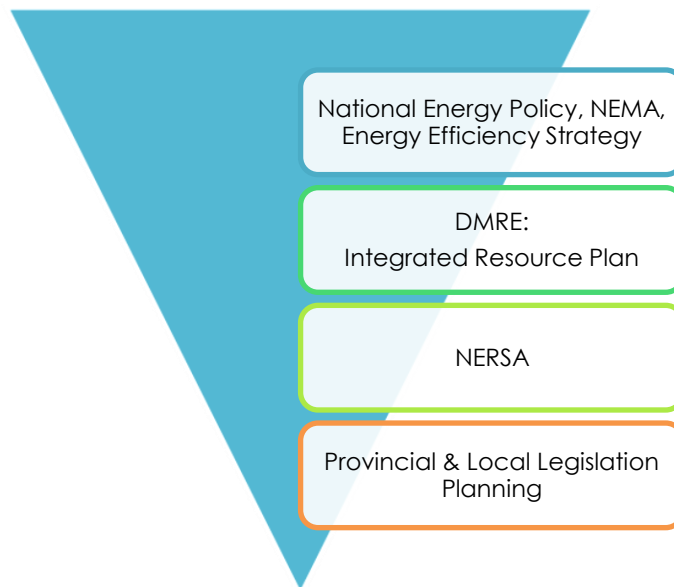 National Energy Policy, NEMA,
Energy Efficiency Strategy
DMRE:
Integrated Resource Plan
NERSA
Provincial & Local Legislation
Planning